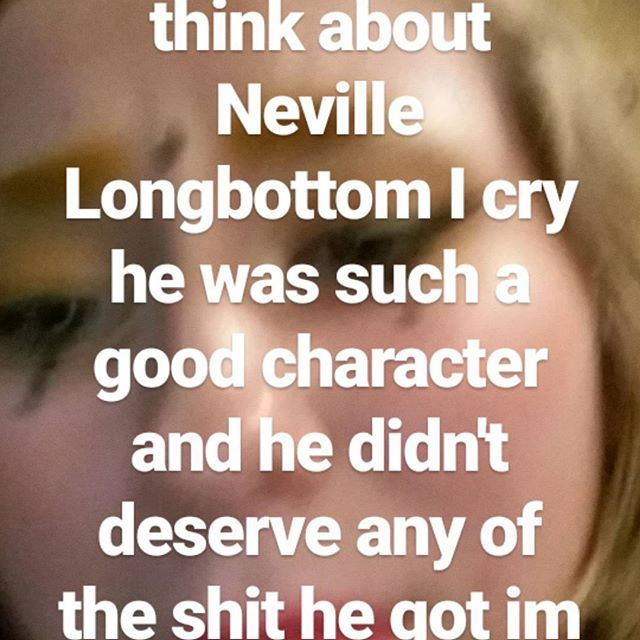 think about
Neville
Longbottom I cry
he was such a
good character
and he didn't
deserve any of
the shit he got im